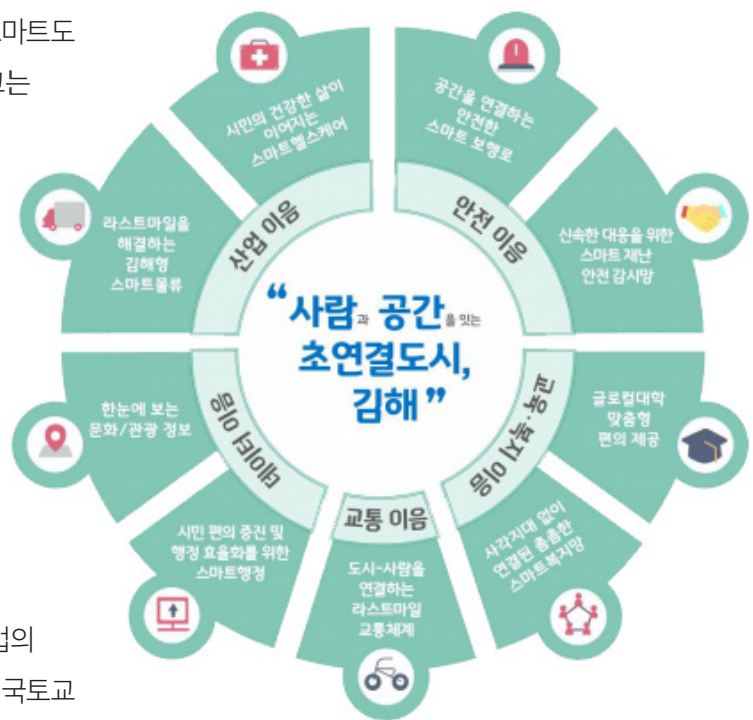 마트도
는
시민의 건강한 삶이
이어지는
스마트헬스케어
공간을 연결하는
안전한
스마트 보행로
라스트마일을
해결하는
김해형
스마트물류
산업 이음
안전 이음
신속한 대응을 위한
스마트 재난
안전 감시망
“사람과 공간을 잇는
초연결도시,
김해”
한눈에 보는
문화/관광 정보
데이터 이음
교육·복지 이음
글로컬대학
맞춤형
편의 제공
시민 편의 증진 및
행정 효율화를 위한
스마트행정
교통 이음
도시-사람을
연결하는
라스트마일
교통체계
사각지대 없이
연결된 촘촘한
스마트복지망
업의
국토교